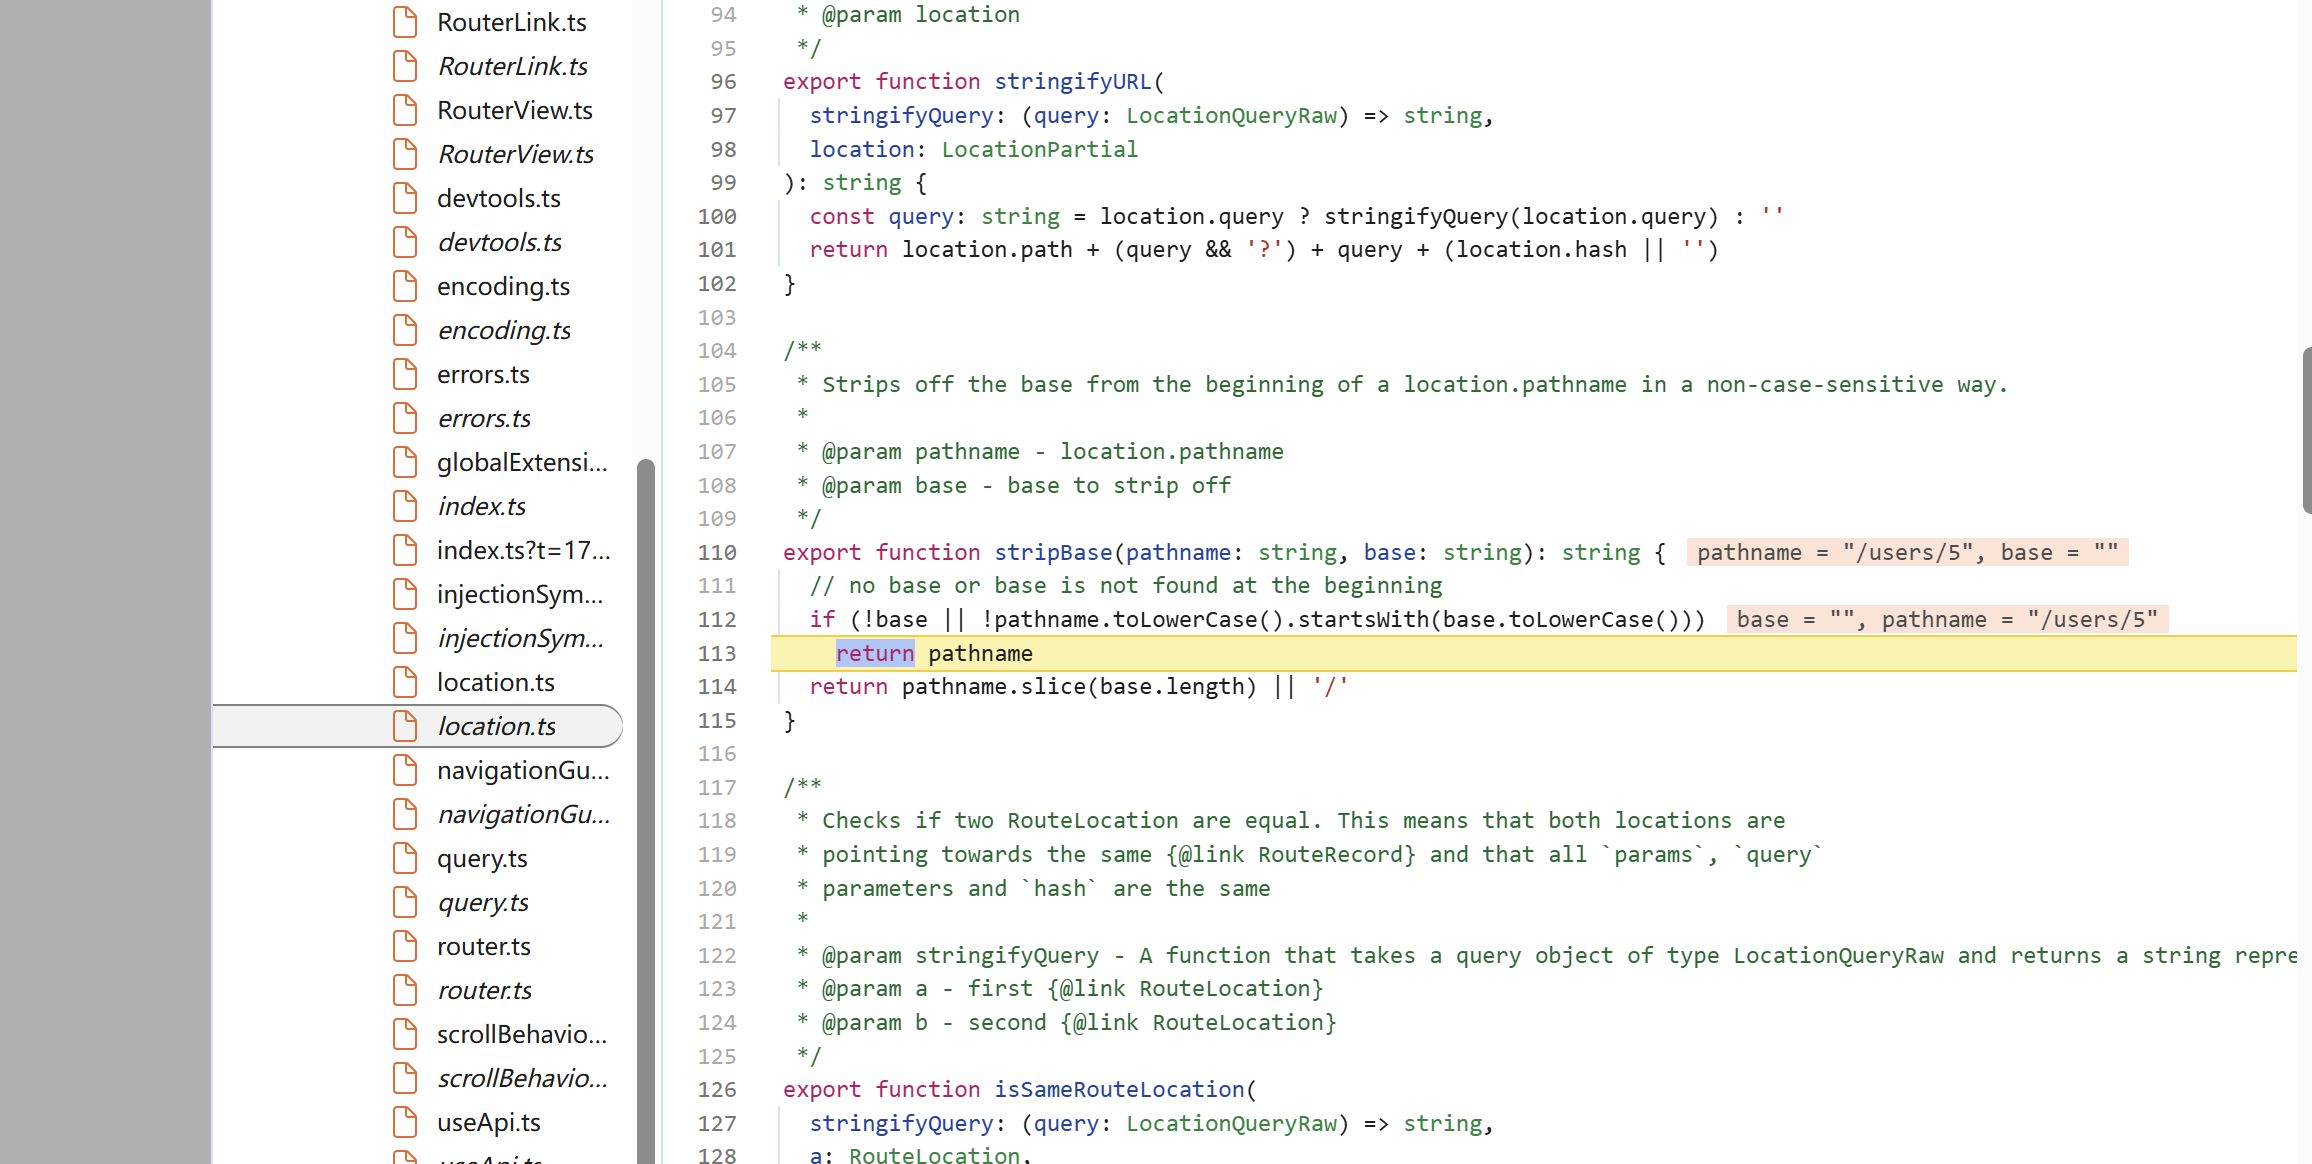 RouterLink.ts
RouterLink.ts
RouterView.ts
RouterView.ts
devtools.ts
devtools.ts
encoding.ts
encoding.ts
errors.ts
errors.ts
globalExtensi...
index.ts
index.ts?t=17...
injectionSym...
injectionSym...
location.ts
location.ts
navigationGu...
navigationGu...
query.ts
query.ts
router.ts
router.ts
scrollBehavio...
scrollBehavio...
useApi.ts
useApi.ts
94 * @param location
95 */
96 export function stringifyURL(
97 stringifyQuery: (query: LocationQueryRaw) => string,
98 location: LocationPartial
99 ): string {
100 const query: string = location.query ? stringifyQuery(location.query) : ''
101 return location.path + (query && '?') + query + (location.hash || '')
102 }
103
104 /**
105 * Strips off the base from the beginning of a location.pathname in a non-case-sensitive way.
106 *
107 * @param pathname - location.pathname
108 * @param base - base to strip off
109 */
110 export function stripBase(pathname: string, base: string): string { pathname = "/users/5", base = ""
111 // no base or base is not found at the beginning
112 if (!base || !pathname.toLowerCase().startsWith(base.toLowerCase())) base = "", pathname = "/users/5"
113 return pathname
114 return pathname.slice(base.length) || '/'
115 }
116
117 /**
118 * Checks if two RouteLocation are equal. This means that both locations are
119 * pointing towards the same {@link RouteRecord} and that all `params`, `query`
120 * parameters and `hash` are the same
121 *
122 * @param stringifyQuery - A function that takes a query object of type LocationQueryRaw and returns a string repre
123 * @param a - first {@link RouteLocation}
124 * @param b - second {@link RouteLocation}
125 */
126 export function isSameRouteLocation(
127 stringifyQuery: (query: LocationQueryRaw) => string,
128 a: RouteLocation,